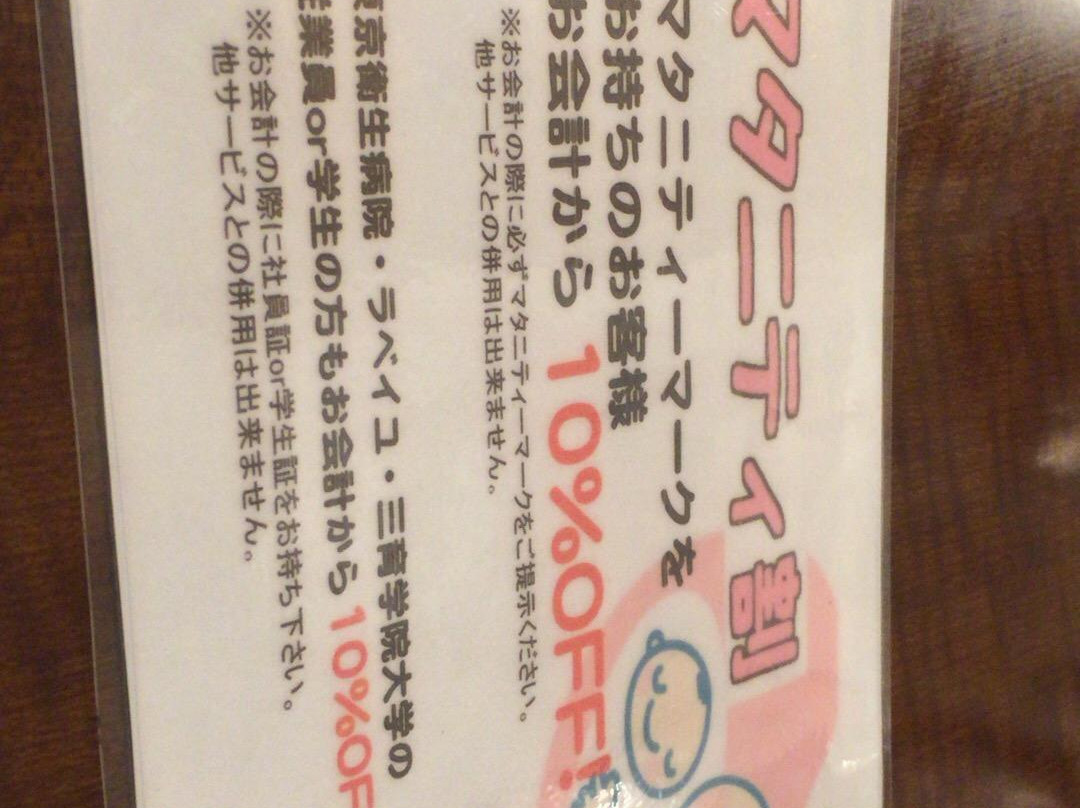 マタニティ割
マタニティーマークを
お持ちのお客様
お会計から 10%OFF!
※お会計の際に必ずマタニティーマークをご提示ください。
他サービスとの併用は出来ません。
東京衛生病院・ラベイユ・三育学院大学の
従業員or学生の方もお会計から 10%OF
※お会計の際に社員証or学生証をお持ち下さい。
他サービスとの併用は出来ません。